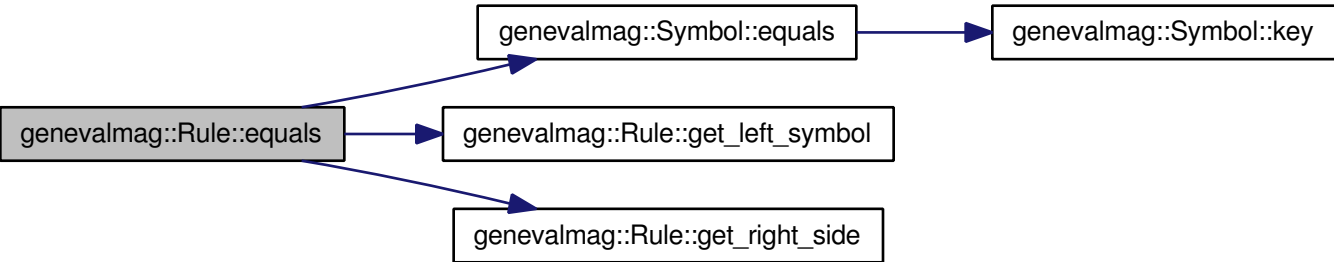 genevalmag::Symbol::equals
genevalmag::Symbol::key
genevalmag::Rule::equals
genevalmag::Rule::get_left_symbol
genevalmag::Rule::get_right_side